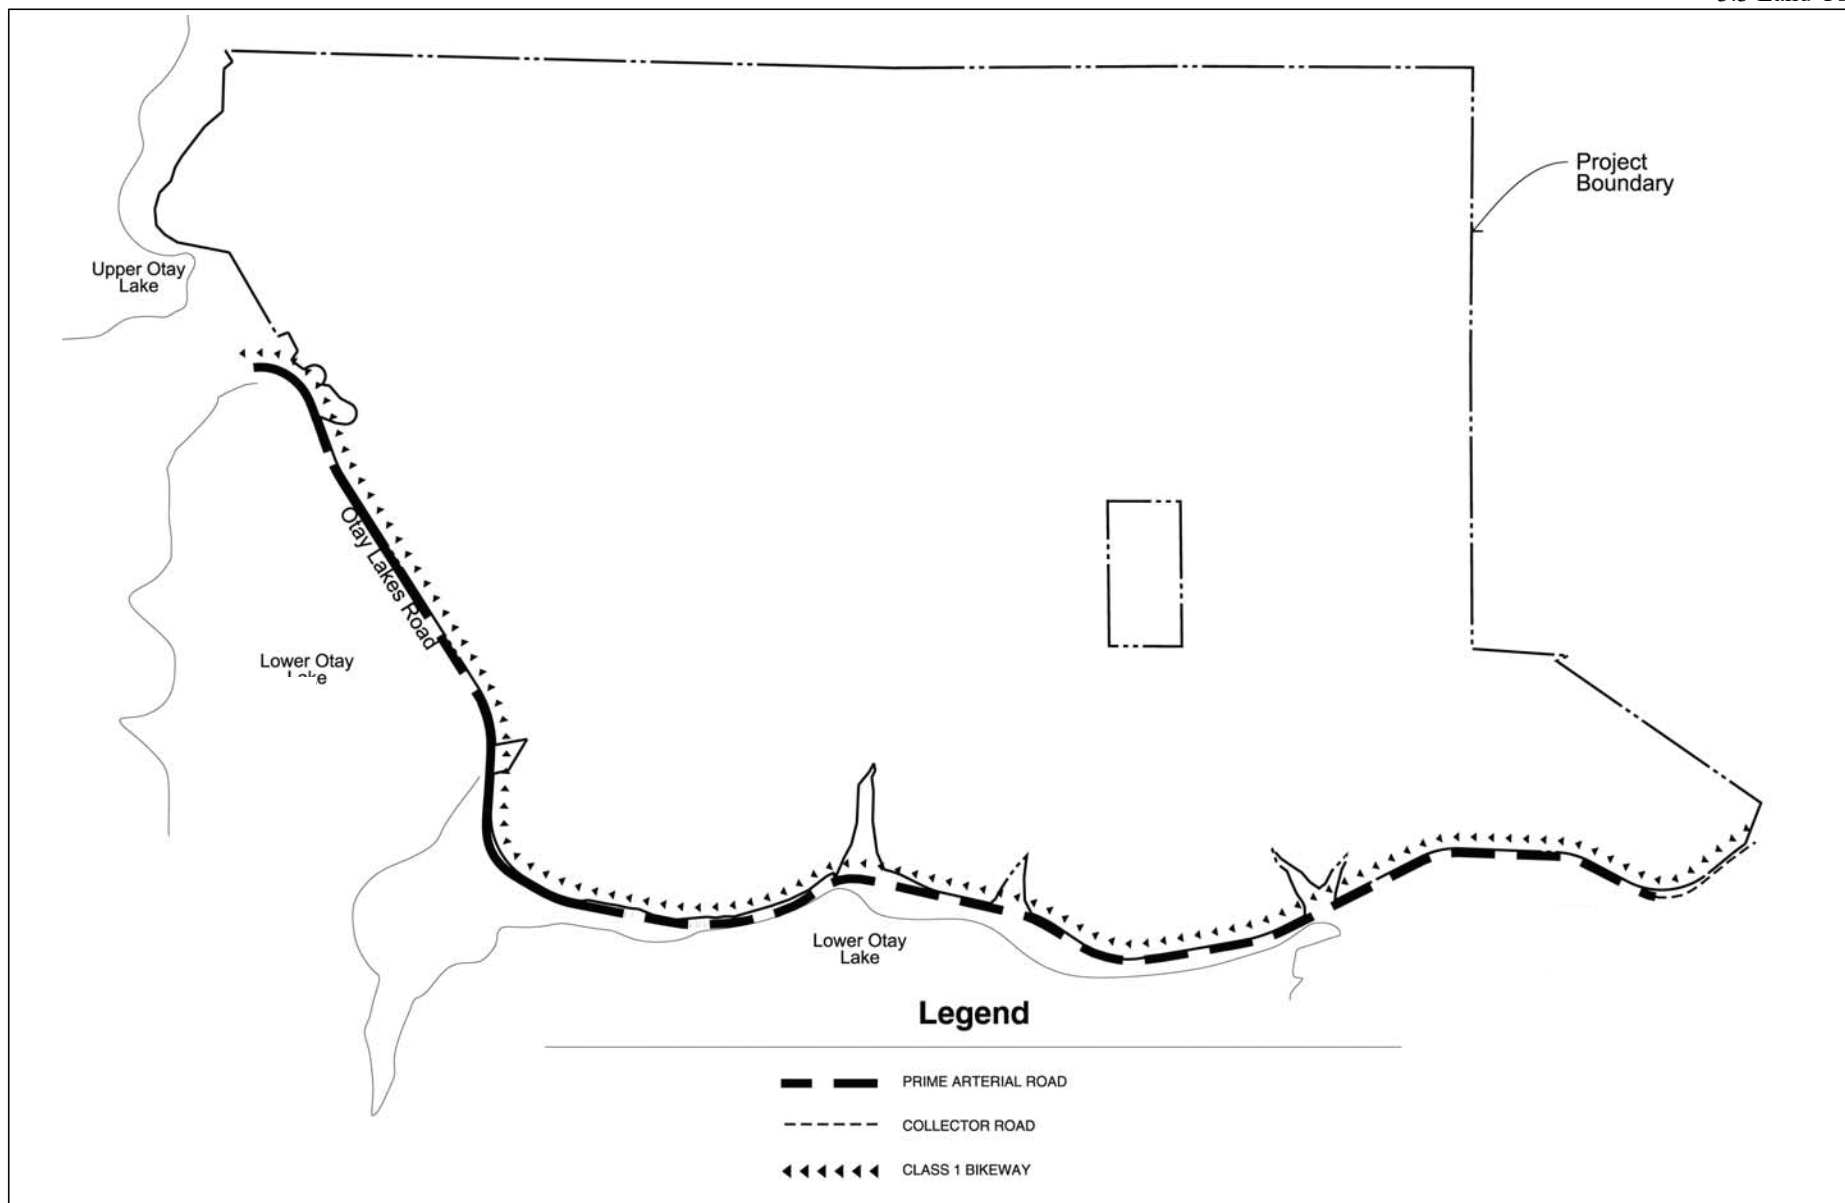 Project
Boundary
Upper Otay
Lake
Otay Lakes Road
Lower Otay
Lake
Lower Otay
Lake
Legend
PRIME ARTERIAL ROAD
COLLECTOR ROAD
CLASS 1 BIKEWAY